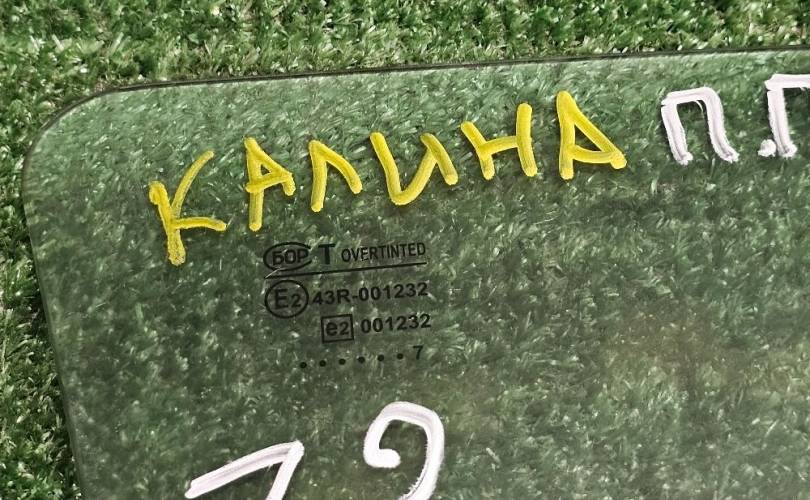 КАЛИНА П.П
БОР T OVERTINTED
E2 43R-001232
e2 001232
. . . . . . 7